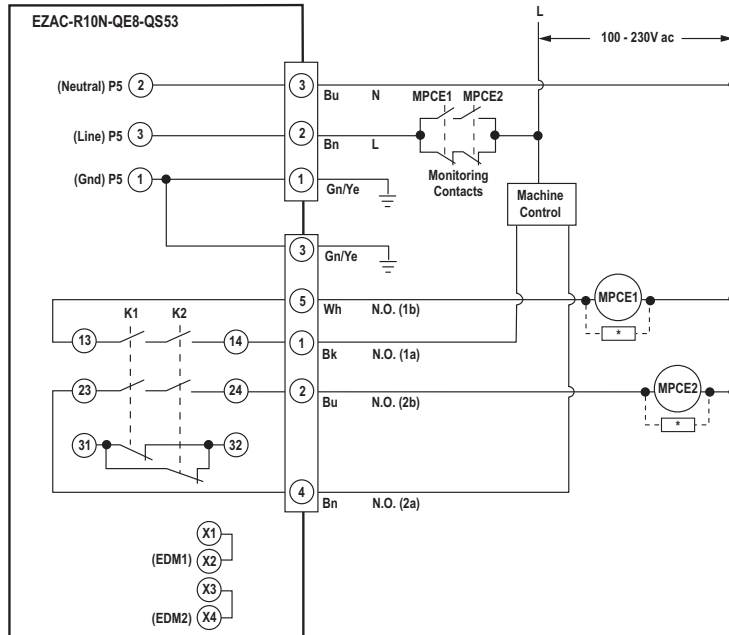 EZAC-R10N-QE8-QS53
L
100 - 230V ac
(Neutral) P5 2
3 Bu N
MPCE1 MPCE2
(Line) P5 3
2 Bn L
Monitoring
Contacts
(Gnd) P5 1
1 Gn/Ye
Machine
Control
3 Gn/Ye
5 Wh N.O. (1b)
MPCE1
*
K1 K2
13 14
1 Bk N.O. (1a)
23 24
2 Bu N.O. (2b)
MPCE2
*
31 32
4 Bn N.O. (2a)
X1
(EDM1) X2
X3
(EDM2) X4